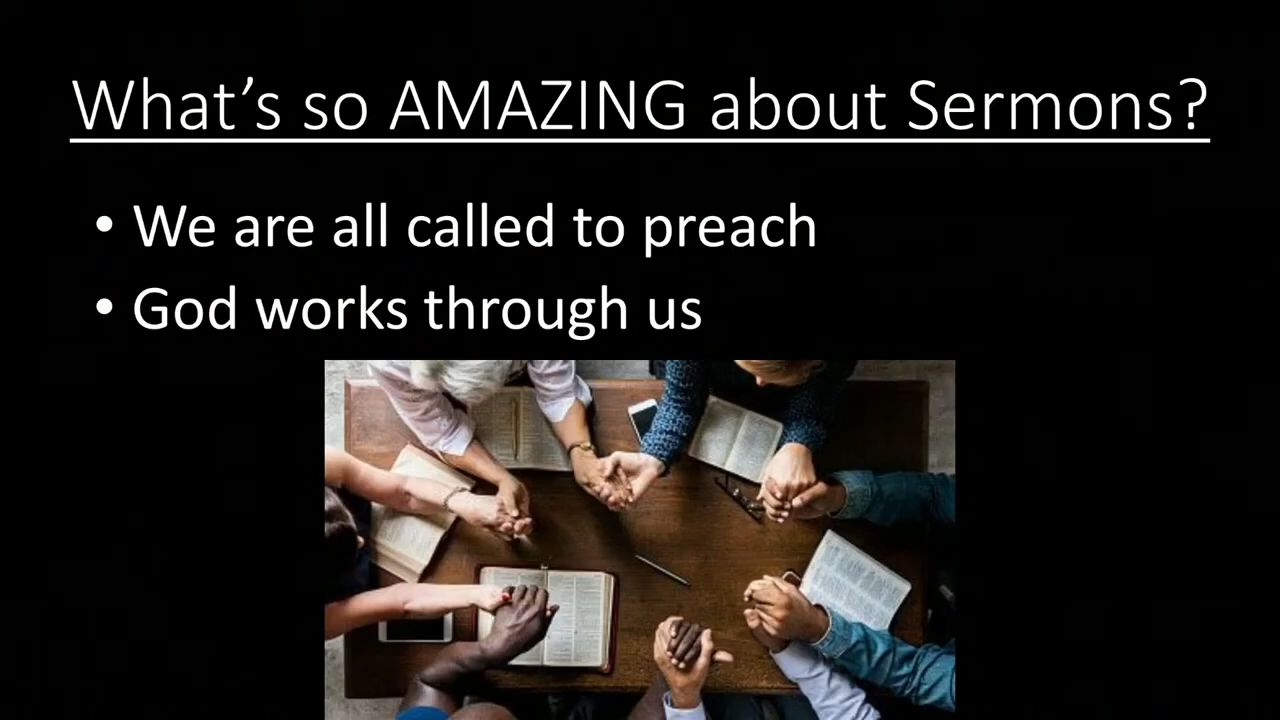 What’s so AMAZING about Sermons?
• We are all called to preach
• God works through us